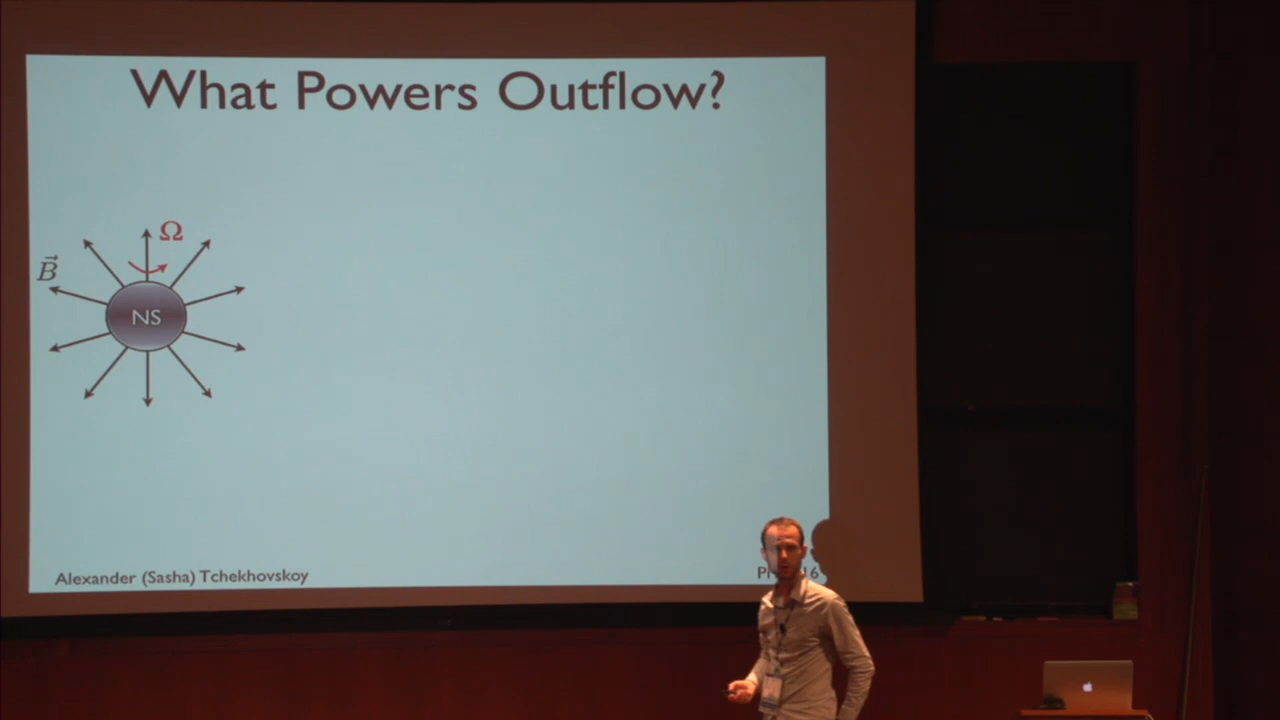 What Powers Outflow?
Ω
B⃗
NS
Alexander (Sasha) Tchekhovskoy